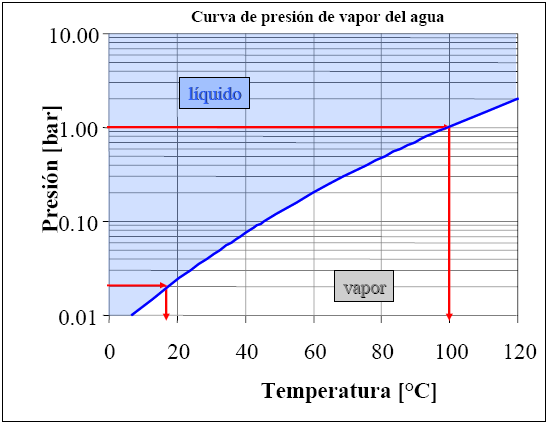 Curva de presión de vapor del agua
10.00
líquido
1.00
Presión [bar]
0.10
vapor
0.01
0 20 40 60 80 100 120
Temperatura [°C]